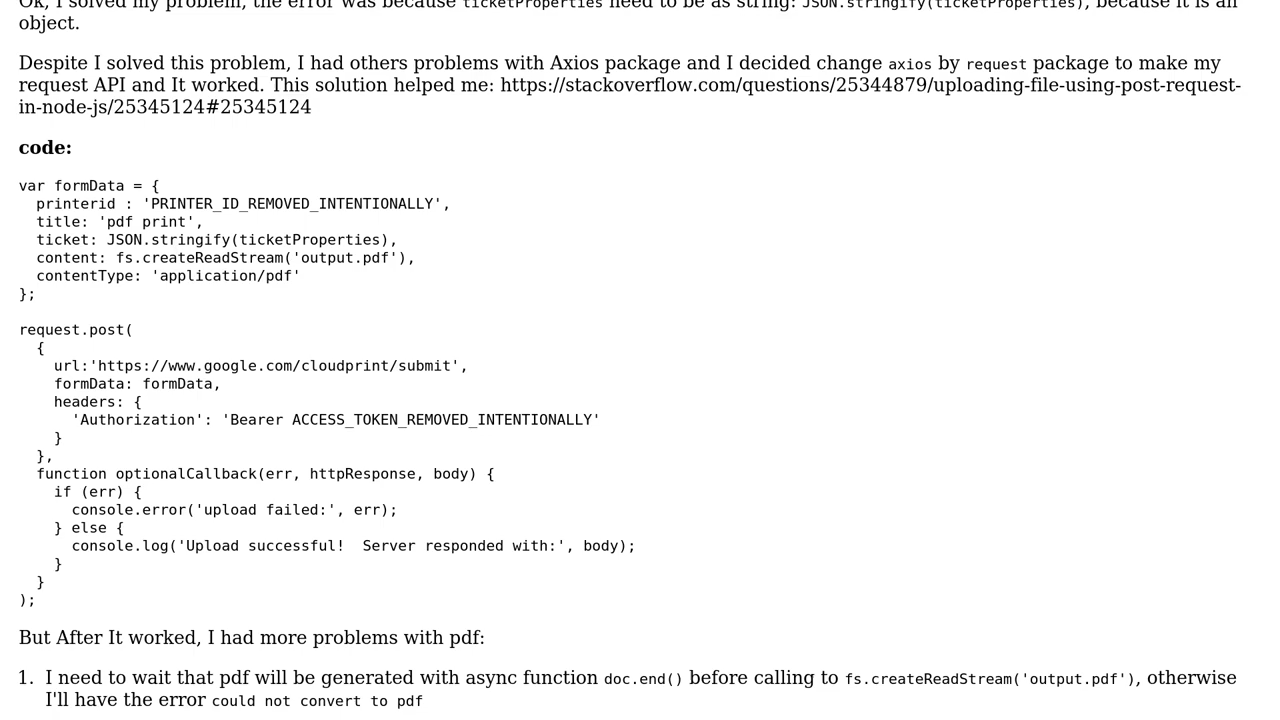 Ok, I solved my problem, the error was because ticketProperties need to be as string: JSON.stringify(ticketProperties), because it is an
object.
Despite I solved this problem, I had others problems with Axios package and I decided change axios by request package to make my
request API and It worked. This solution helped me: https://stackoverflow.com/questions/25344879/uploading-file-using-post-request-
in-node-js/25345124#25345124
code:
var formData = {
  printerid : 'PRINTER_ID_REMOVED_INTENTIONALLY',
  title: 'pdf print',
  ticket: JSON.stringify(ticketProperties),
  content: fs.createReadStream('output.pdf'),
  contentType: 'application/pdf'
};
request.post(
  {
    url:'https://www.google.com/cloudprint/submit',
    formData: formData,
    headers: {
      'Authorization': 'Bearer ACCESS_TOKEN_REMOVED_INTENTIONALLY'
    }
  },
  function optionalCallback(err, httpResponse, body) {
    if (err) {
      console.error('upload failed:', err);
    } else {
      console.log('Upload successful!  Server responded with:', body);
    }
  }
);
But After It worked, I had more problems with pdf:
1. I need to wait that pdf will be generated with async function doc.end() before calling to fs.createReadStream('output.pdf'), otherwise
I'll have the error could not convert to pdf